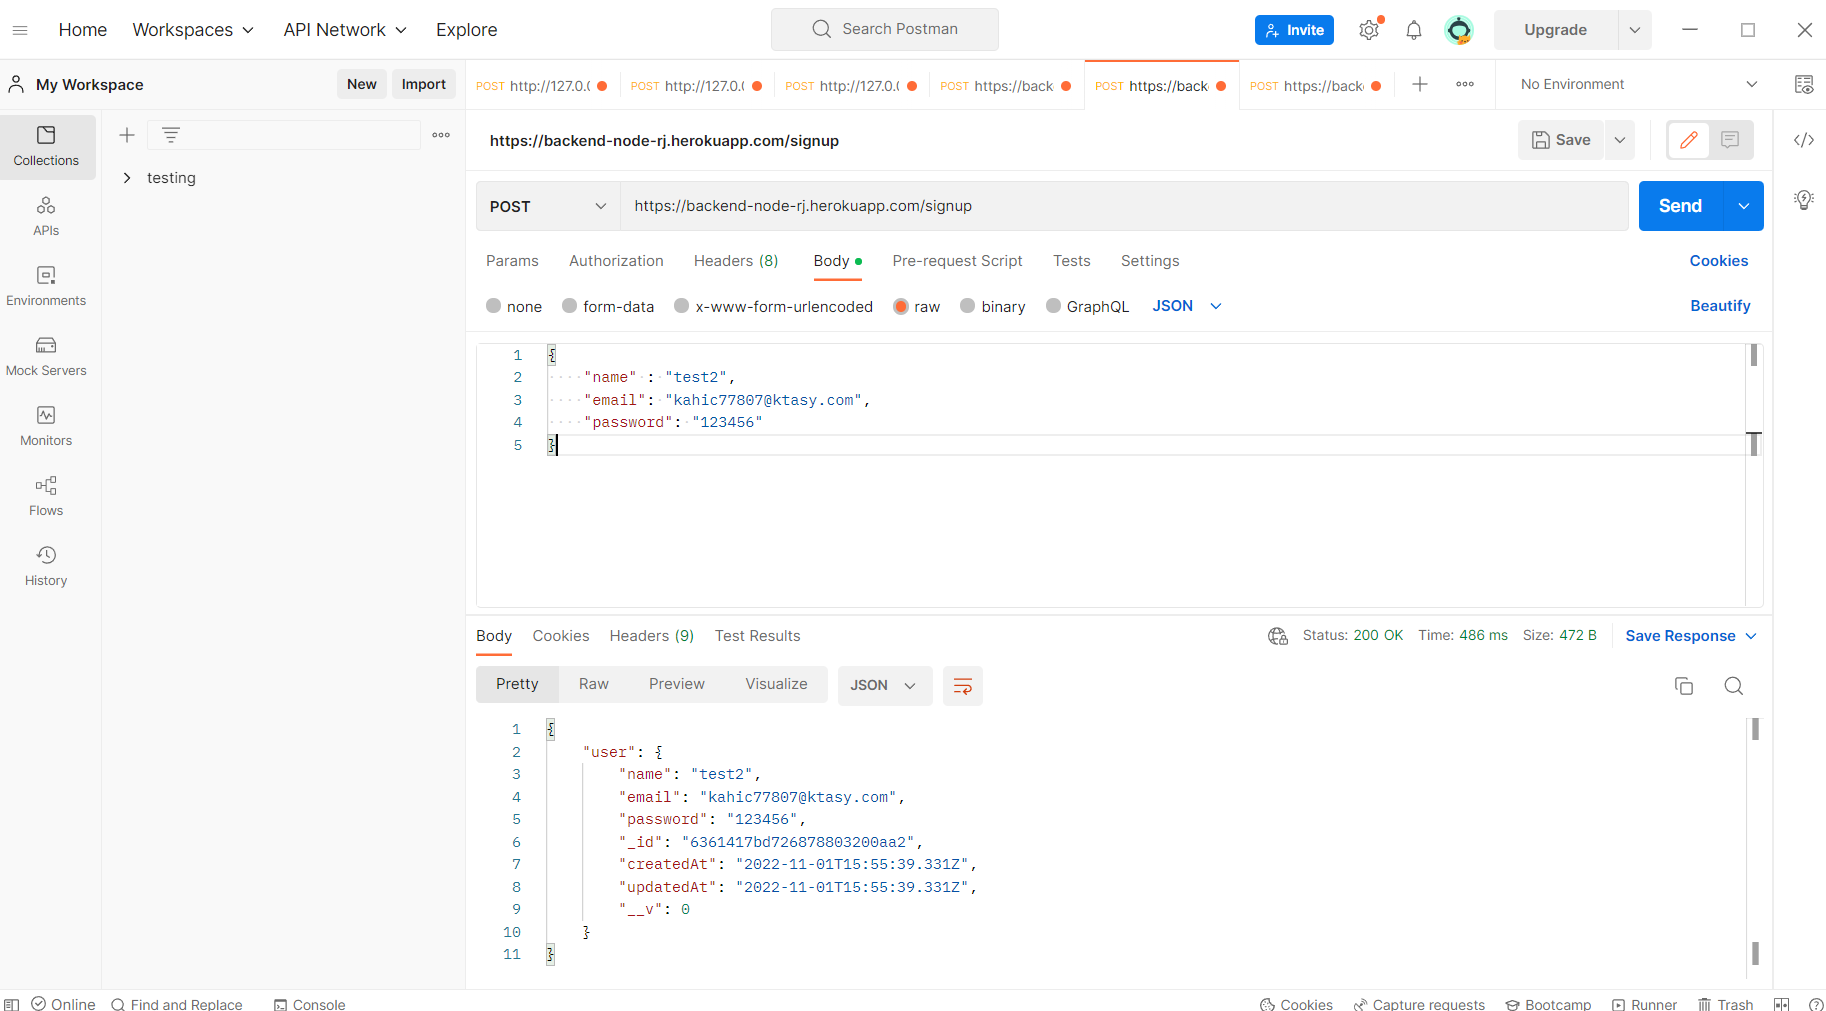 Home Workspaces API Network Explore Search Postman Invite Upgrade
My Workspace New Import POST http://127.0.( POST http://127.0.( POST http://127.0.( POST https://back POST https://back POST https://back No Environment
Collections
APIs
Environments
Mock Servers
Monitors
Flows
History
testing
https://backend-node-rj.herokuapp.com/signup Save
POST https://backend-node-rj.herokuapp.com/signup Send
Params Authorization Headers (8) Body Pre-request Script Tests Settings Cookies
none form-data x-www-form-urlencoded raw binary GraphQL JSON Beautify
1 {
2 "name" : "test2",
3 "email": "kahic77807@ktasy.com",
4 "password": "123456"
5 }
Body Cookies Headers (9) Test Results Status: 200 OK Time: 486 ms Size: 472 B Save Response
Pretty Raw Preview Visualize JSON
1 {
2 "user": {
3 "name": "test2",
4 "email": "kahic77807@ktasy.com",
5 "password": "123456",
6 "_id": "6361417bd726878803200aa2",
7 "createdAt": "2022-11-01T15:55:39.331Z",
8 "updatedAt": "2022-11-01T15:55:39.331Z",
9 "__v": 0
10 }
11 }
Online Find and Replace Console Cookies Capture requests Bootcamp Runner Trash